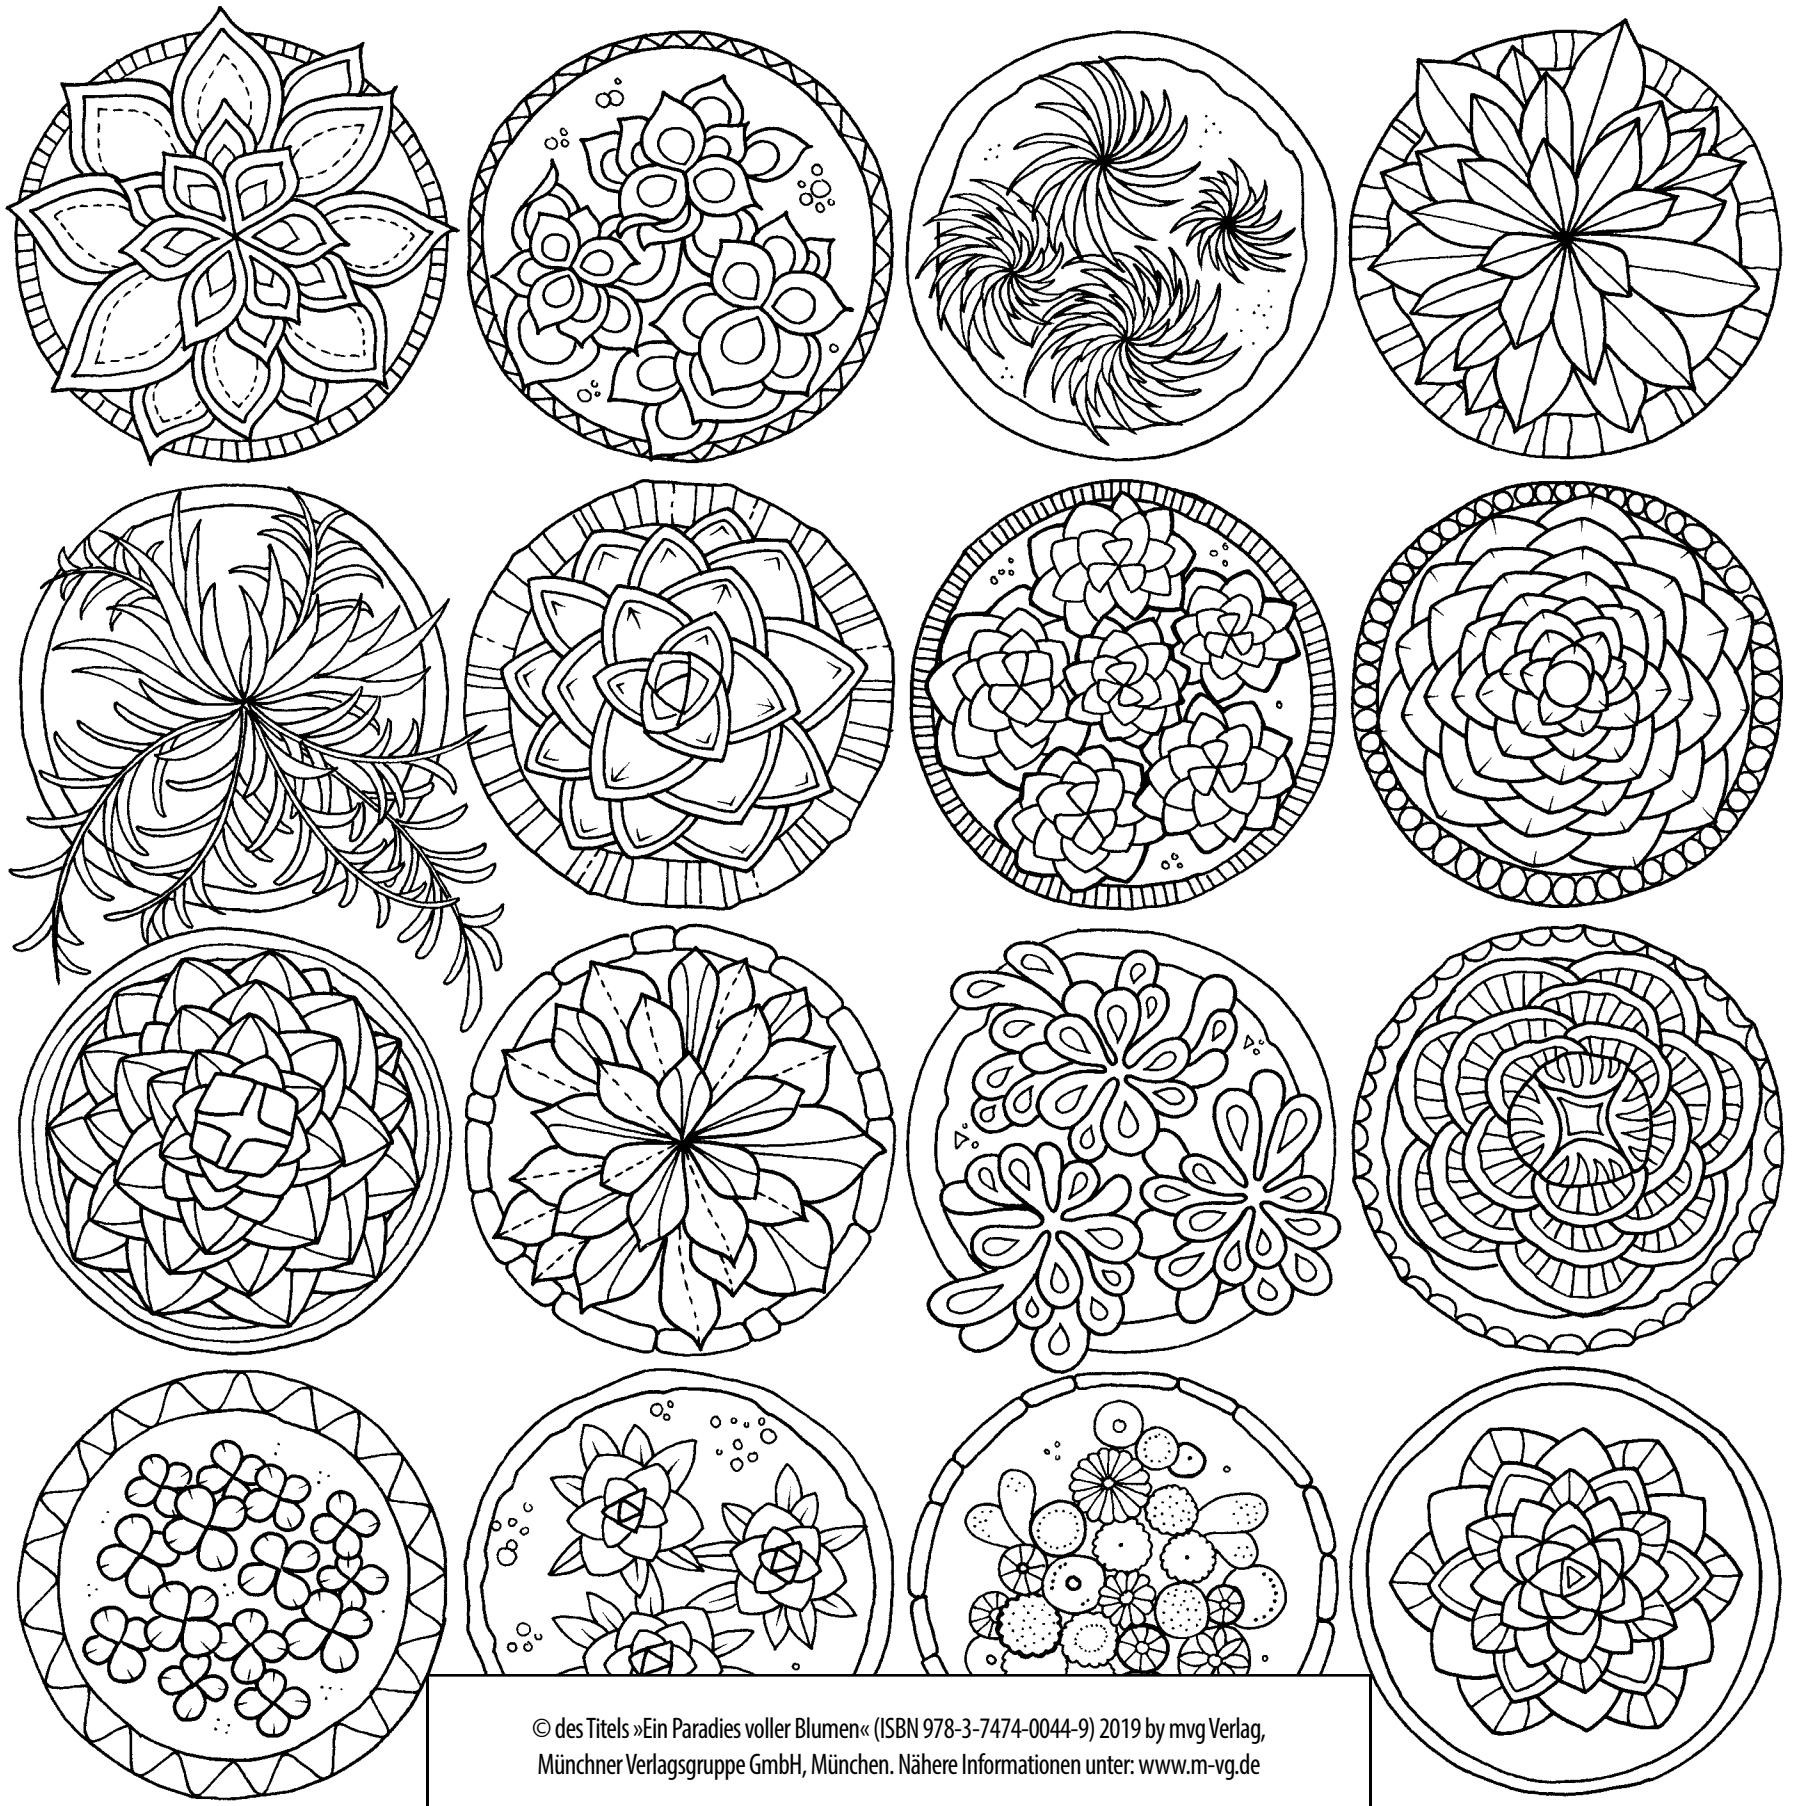 © des Titels »Ein Paradies voller Blumen« (ISBN 978-3-7474-0044-9) 2019 by mvg Verlag,
Münchner Verlagsgruppe GmbH, München. Nähere Informationen unter: www.m-vg.de